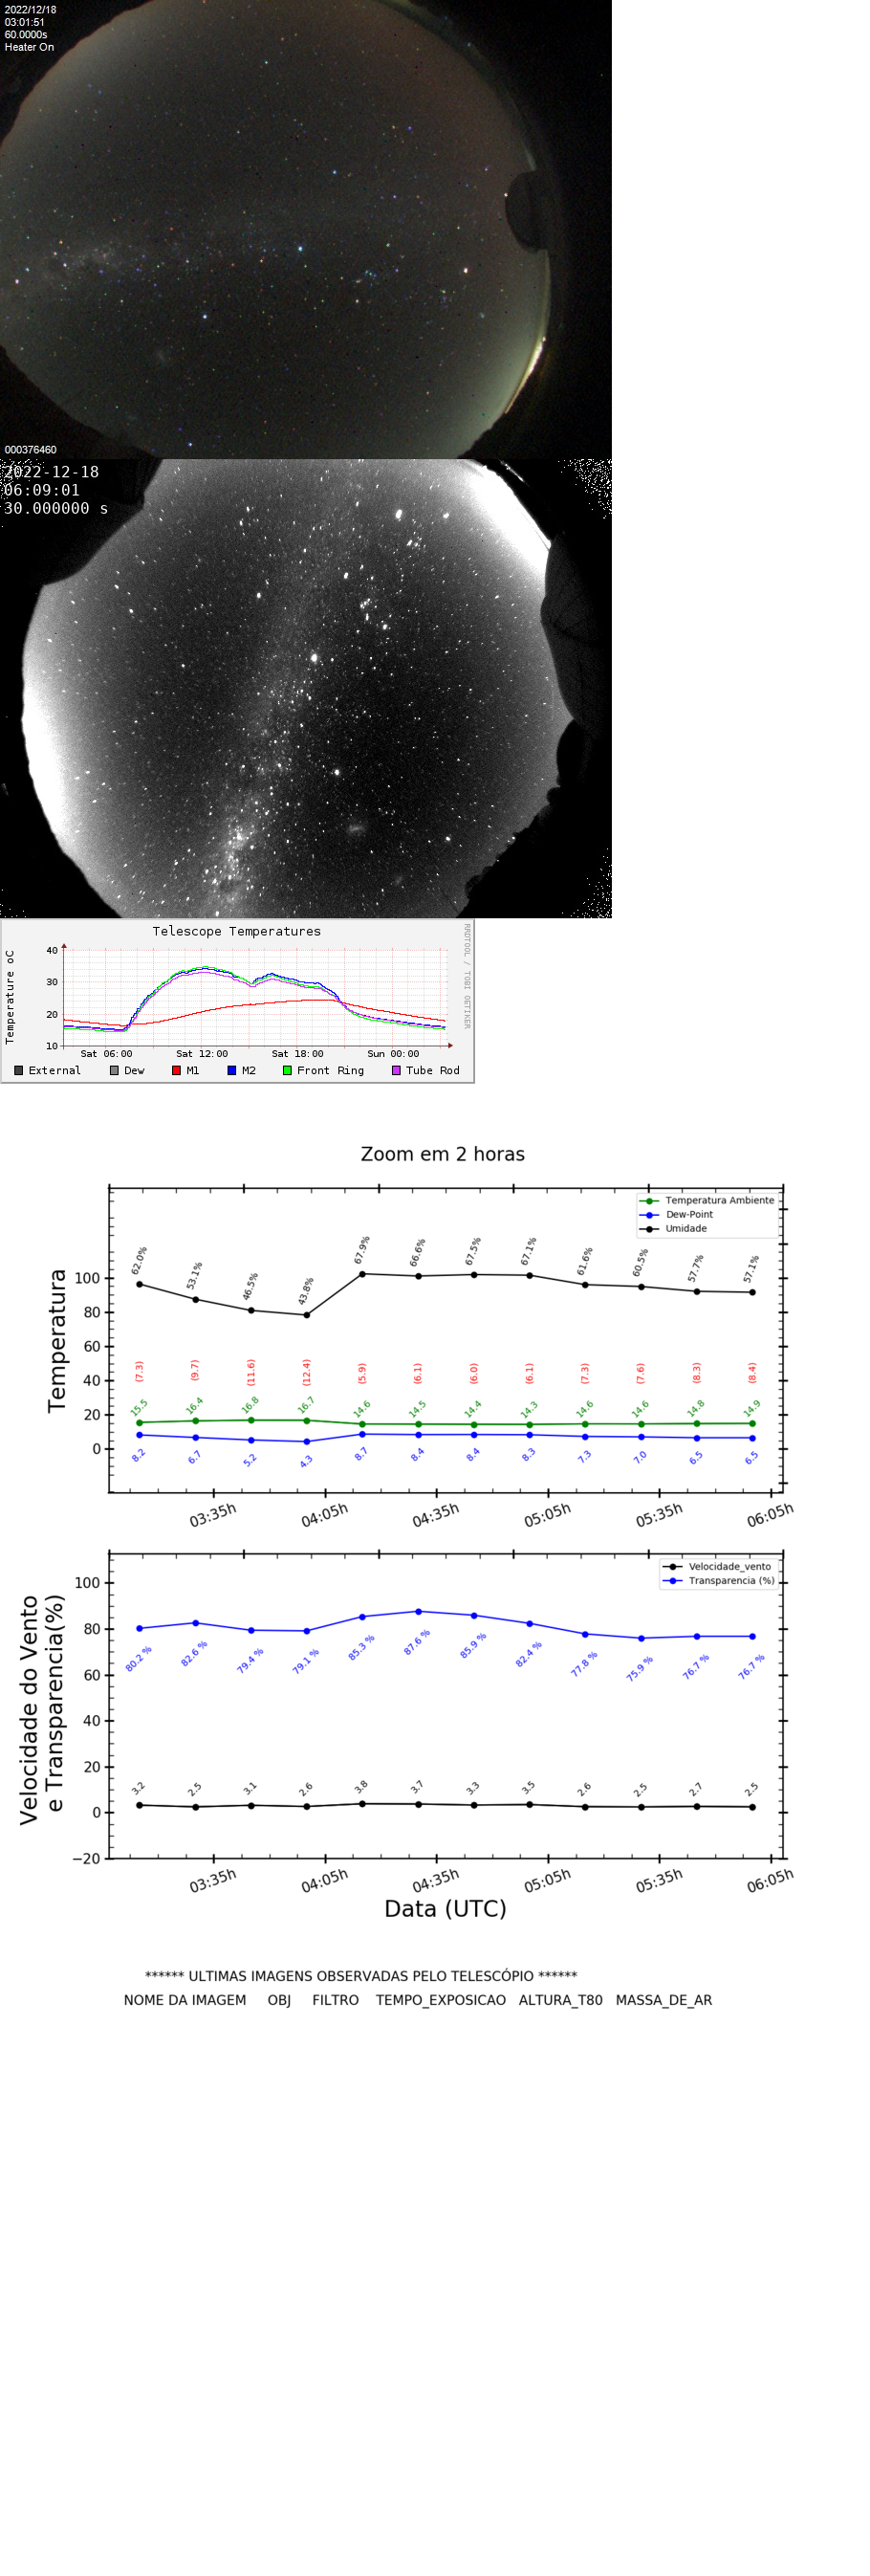 2022/12/18
03:01:51
60.0000s
Heater On
000376460
2022-12-18
06:09:01
30.000000 s
Telescope Temperatures
RRDTOOL / TOBI OETIKER
Temperature oC
40
30
20
10
Sat 06:00 Sat 12:00 Sat 18:00 Sun 00:00
External Dew M1 M2 Front Ring Tube Rod
Zoom em 2 horas
Temperatura Ambiente
Dew-Point
Umidade
Temperatura
100
80
60
40
20
0
62.0% 53.1% 46.5% 43.8% 67.9% 66.6% 67.5% 67.1% 61.6% 60.5% 57.7% 57.1%
(7.3) (9.7) (11.6) (12.4) (5.9) (6.1) (6.0) (6.1) (7.3) (7.6) (8.3) (8.4)
15.5 16.4 16.8 16.7 14.6 14.5 14.4 14.3 14.6 14.6 14.8 14.9
8.2 6.7 5.2 4.3 8.7 8.4 8.4 8.3 7.3 7.0 6.5 6.5
03:35h 04:05h 04:35h 05:05h 05:35h 06:05h
Velocidade_vento
Transparencia (%)
Velocidade do Vento
e Transparencia(%)
100
80
60
40
20
0
−20
80.2 % 82.6 % 79.4 % 79.1 % 85.3 % 87.6 % 85.9 % 82.4 % 77.8 % 75.9 % 76.7 % 76.7 %
3.2 2.5 3.1 2.6 3.8 3.7 3.3 3.5 2.6 2.5 2.7 2.5
03:35h 04:05h 04:35h 05:05h 05:35h 06:05h
Data (UTC)
****** ULTIMAS IMAGENS OBSERVADAS PELO TELESCÓPIO ******
NOME DA IMAGEM OBJ FILTRO TEMPO_EXPOSICAO ALTURA_T80 MASSA_DE_AR